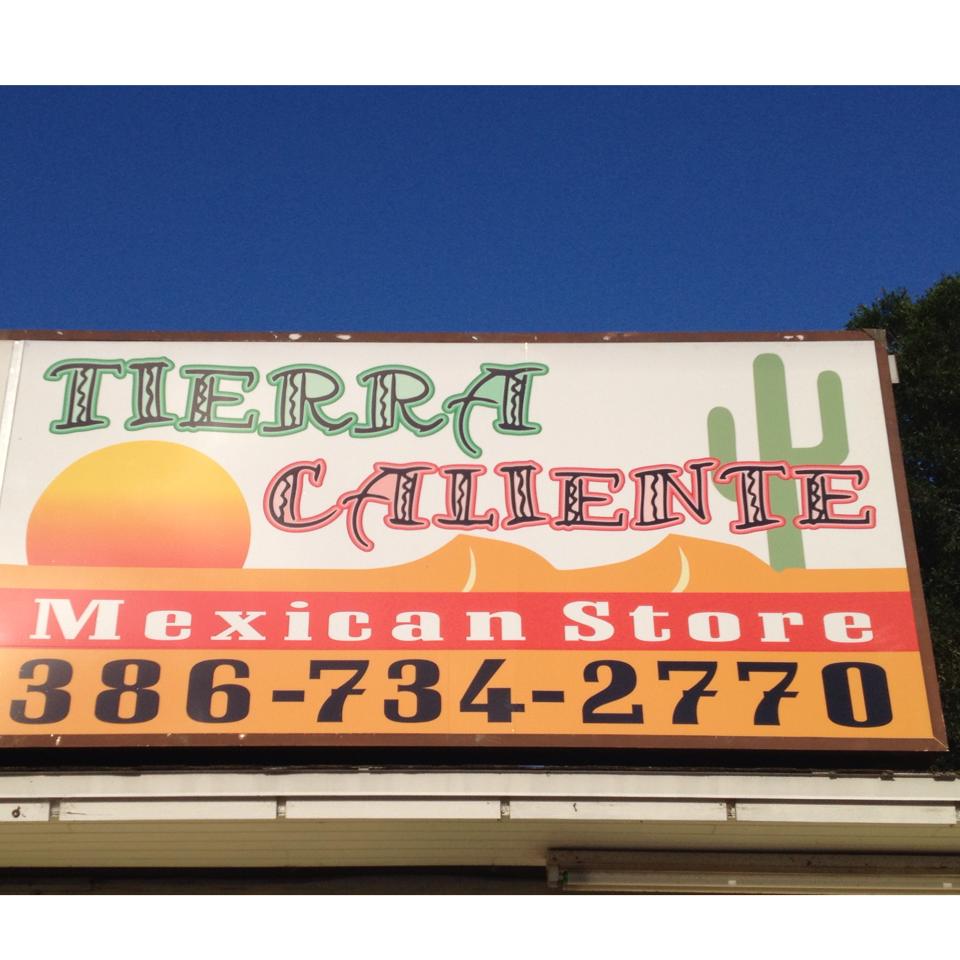 TIERRA
CALIENTE
Mexican Store
386-734-2770